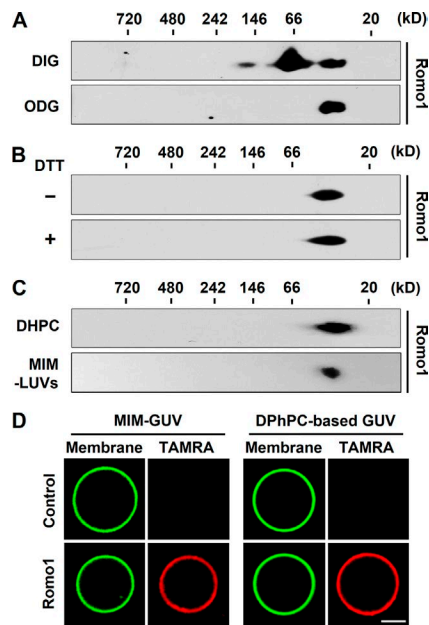 A
720 480 242 146 66 20 (kD)
DIG
ODG
Romo1
B
DTT 720 480 242 146 66 20 (kD)
−
+
Romo1
C
720 480 242 146 66 20 (kD)
DHPC
MIM
-LUVs
Romo1
D
MIM-GUV DPhPC-based GUV
Membrane TAMRA Membrane TAMRA
Control
Romo1